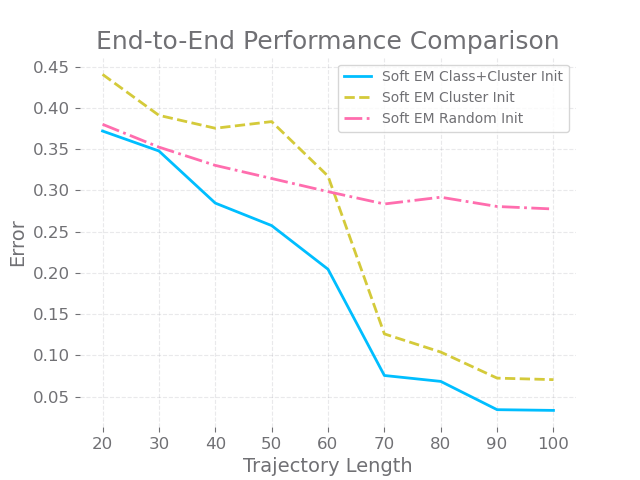 End-to-End Performance Comparison
Soft EM Class+Cluster Init
Soft EM Cluster Init
Soft EM Random Init
Error
0.45
0.40
0.35
0.30
0.25
0.20
0.15
0.10
0.05
20 30 40 50 60 70 80 90 100
Trajectory Length